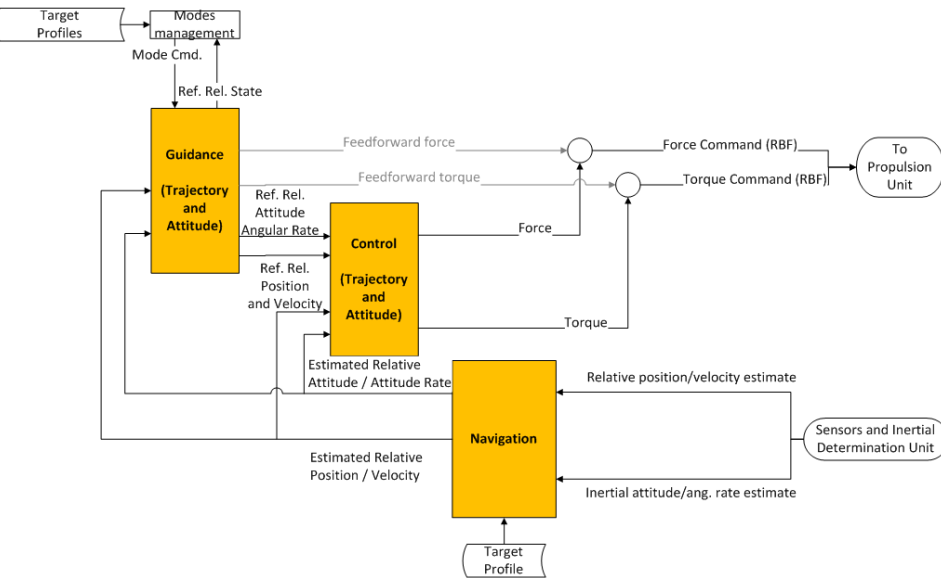 Target
Profiles
Modes
management
Mode Cmd.
Ref. Rel. State
Guidance
(Trajectory
and
Attitude)
Feedforward force
Feedforward torque
Force Command (RBF)
Torque Command (RBF)
To
Propulsion
Unit
Ref. Rel.
Attitude
Angular Rate
Ref. Rel.
Position
and Velocity
Control
(Trajectory
and
Attitude)
Force
Torque
Estimated Relative
Attitude / Attitude Rate
Estimated Relative
Position / Velocity
Navigation
Relative position/velocity estimate
Inertial attitude/ang. rate estimate
Sensors and Inertial
Determination Unit
Target
Profile